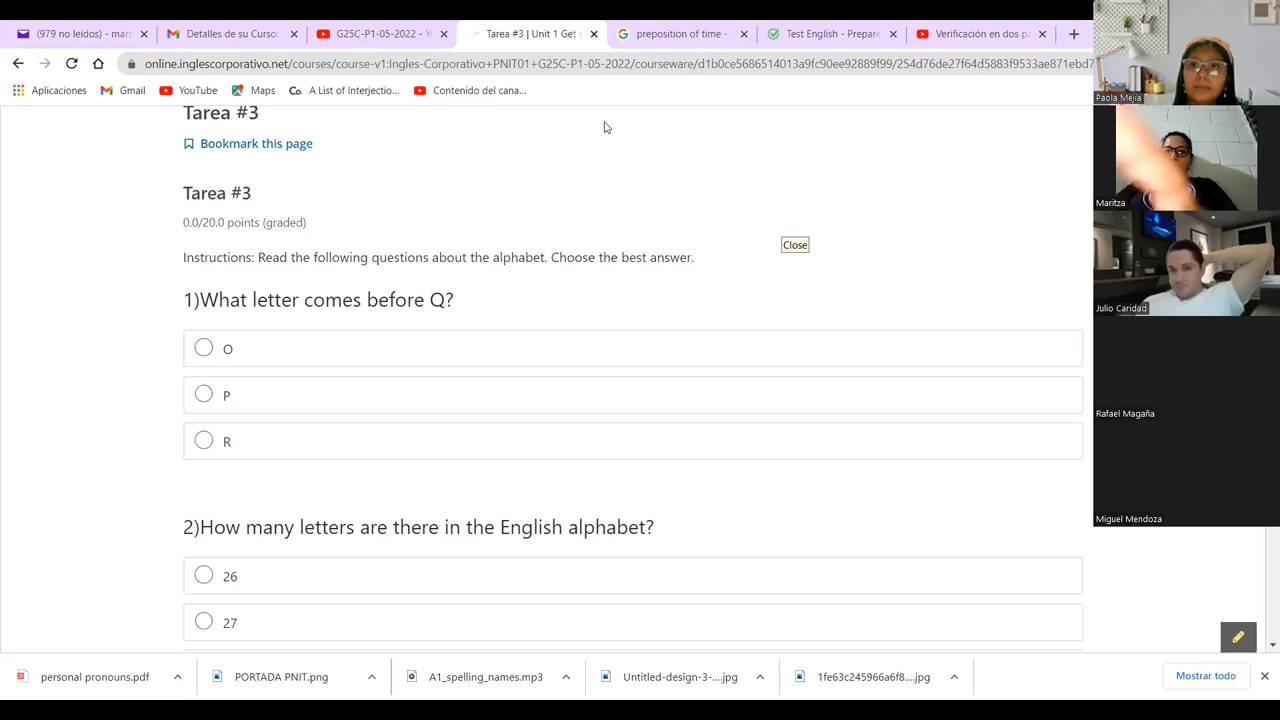 (979 no leídos) - mar
Detalles de su Curso:
G25C-P1-05-2022 - Y
Tarea #3 | Unit 1 Get
preposition of time -
Test English - Prepare
Verificación en dos pa
online.inglescorporativo.net/courses/course-v1:Ingles-Corporativo+PNIT01+G25C-P1-05-2022/courseware/d1b0ce5686514013a9fc90ee92889f99/254d76de27f64d5883f9533ae871ebd7
Aplicaciones
Gmail
YouTube
Maps
Co. A List of Interjectio...
Contenido del cana...
Tarea #3
Bookmark this page
Tarea #3
0.0/20.0 points (graded)
Close
Instructions: Read the following questions about the alphabet. Choose the best answer.
1)What letter comes before Q?
O
P
R
2)How many letters are there in the English alphabet?
26
27
Paola Mejía
Maritza
Julio Caridad
Rafael Magaña
Miguel Mendoza
personal pronouns.pdf
PORTADA PNIT.png
A1_spelling_names.mp3
Untitled-design-3-....jpg
1fe63c245966a6f8....jpg
Mostrar todo